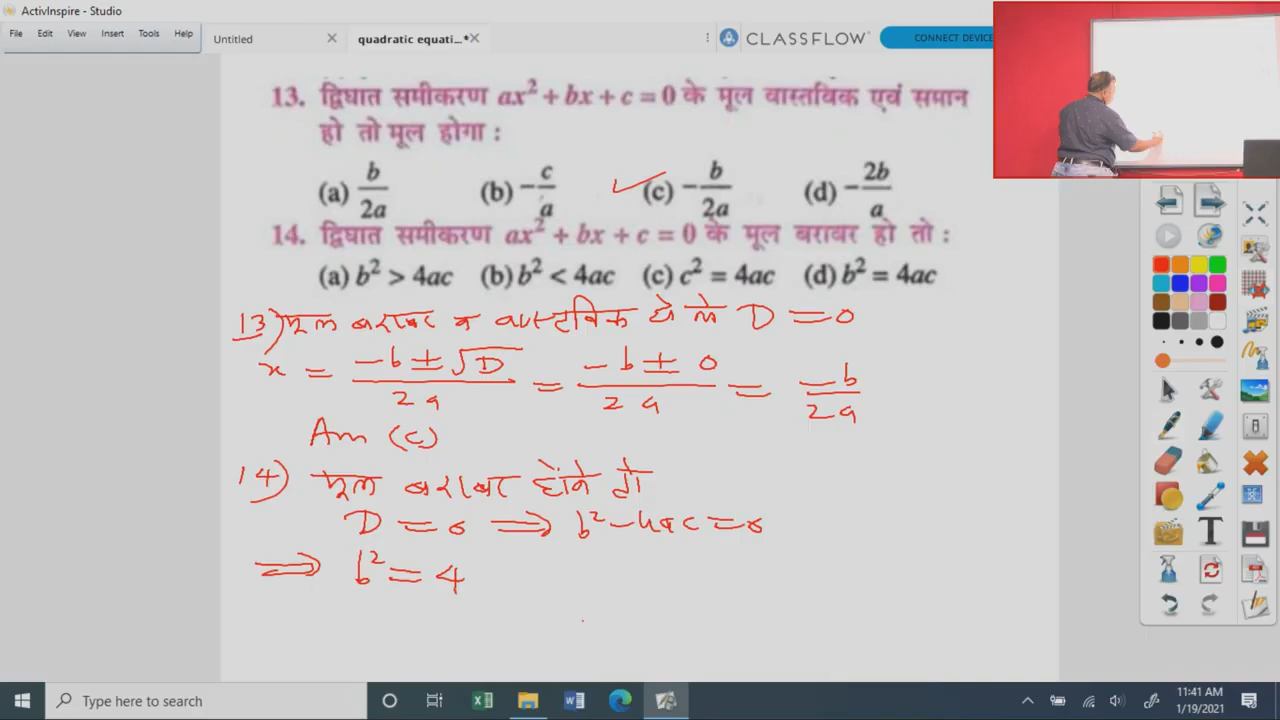 ActivInspire - Studio
File Edit View Insert Tools Help
Untitled
quadratic equati...*
CLASSFLOW
CONNECT DEVICE
13. द्विघात समीकरण ax² + bx + c = 0 के मूल वास्तविक एवं समान
हो तो मूल होगा :
(a) b/2a (b) -c/a (c) -b/2a (d) -2b/a
14. द्विघात समीकरण ax² + bx + c = 0 के मूल बराबर हो तो :
(a) b² > 4ac (b) b² < 4ac (c) c² = 4ac (d) b² = 4ac
13) मूल बराबर व वास्तविक हो तो D = 0
x = (-b ± √D)/2a = (-b ± 0)/2a = -b/2a
Ans (c)
14) मूल बराबर होंगे तो
D = 0 ⟹ b² - 4ac = 0
⟹ b² = 4
Type here to search
11:41 AM
1/19/2021